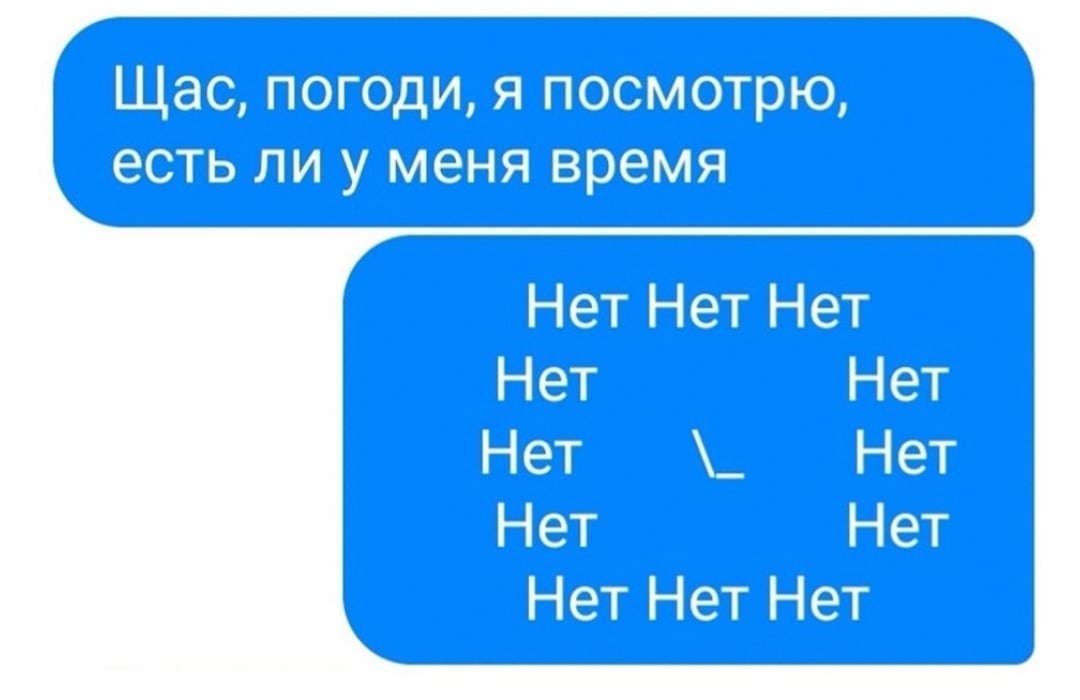 Щас, погоди, я посмотрю,
есть ли у меня время
Нет Нет Нет
Нет Нет
Нет \_ Нет
Нет Нет
Нет Нет Нет